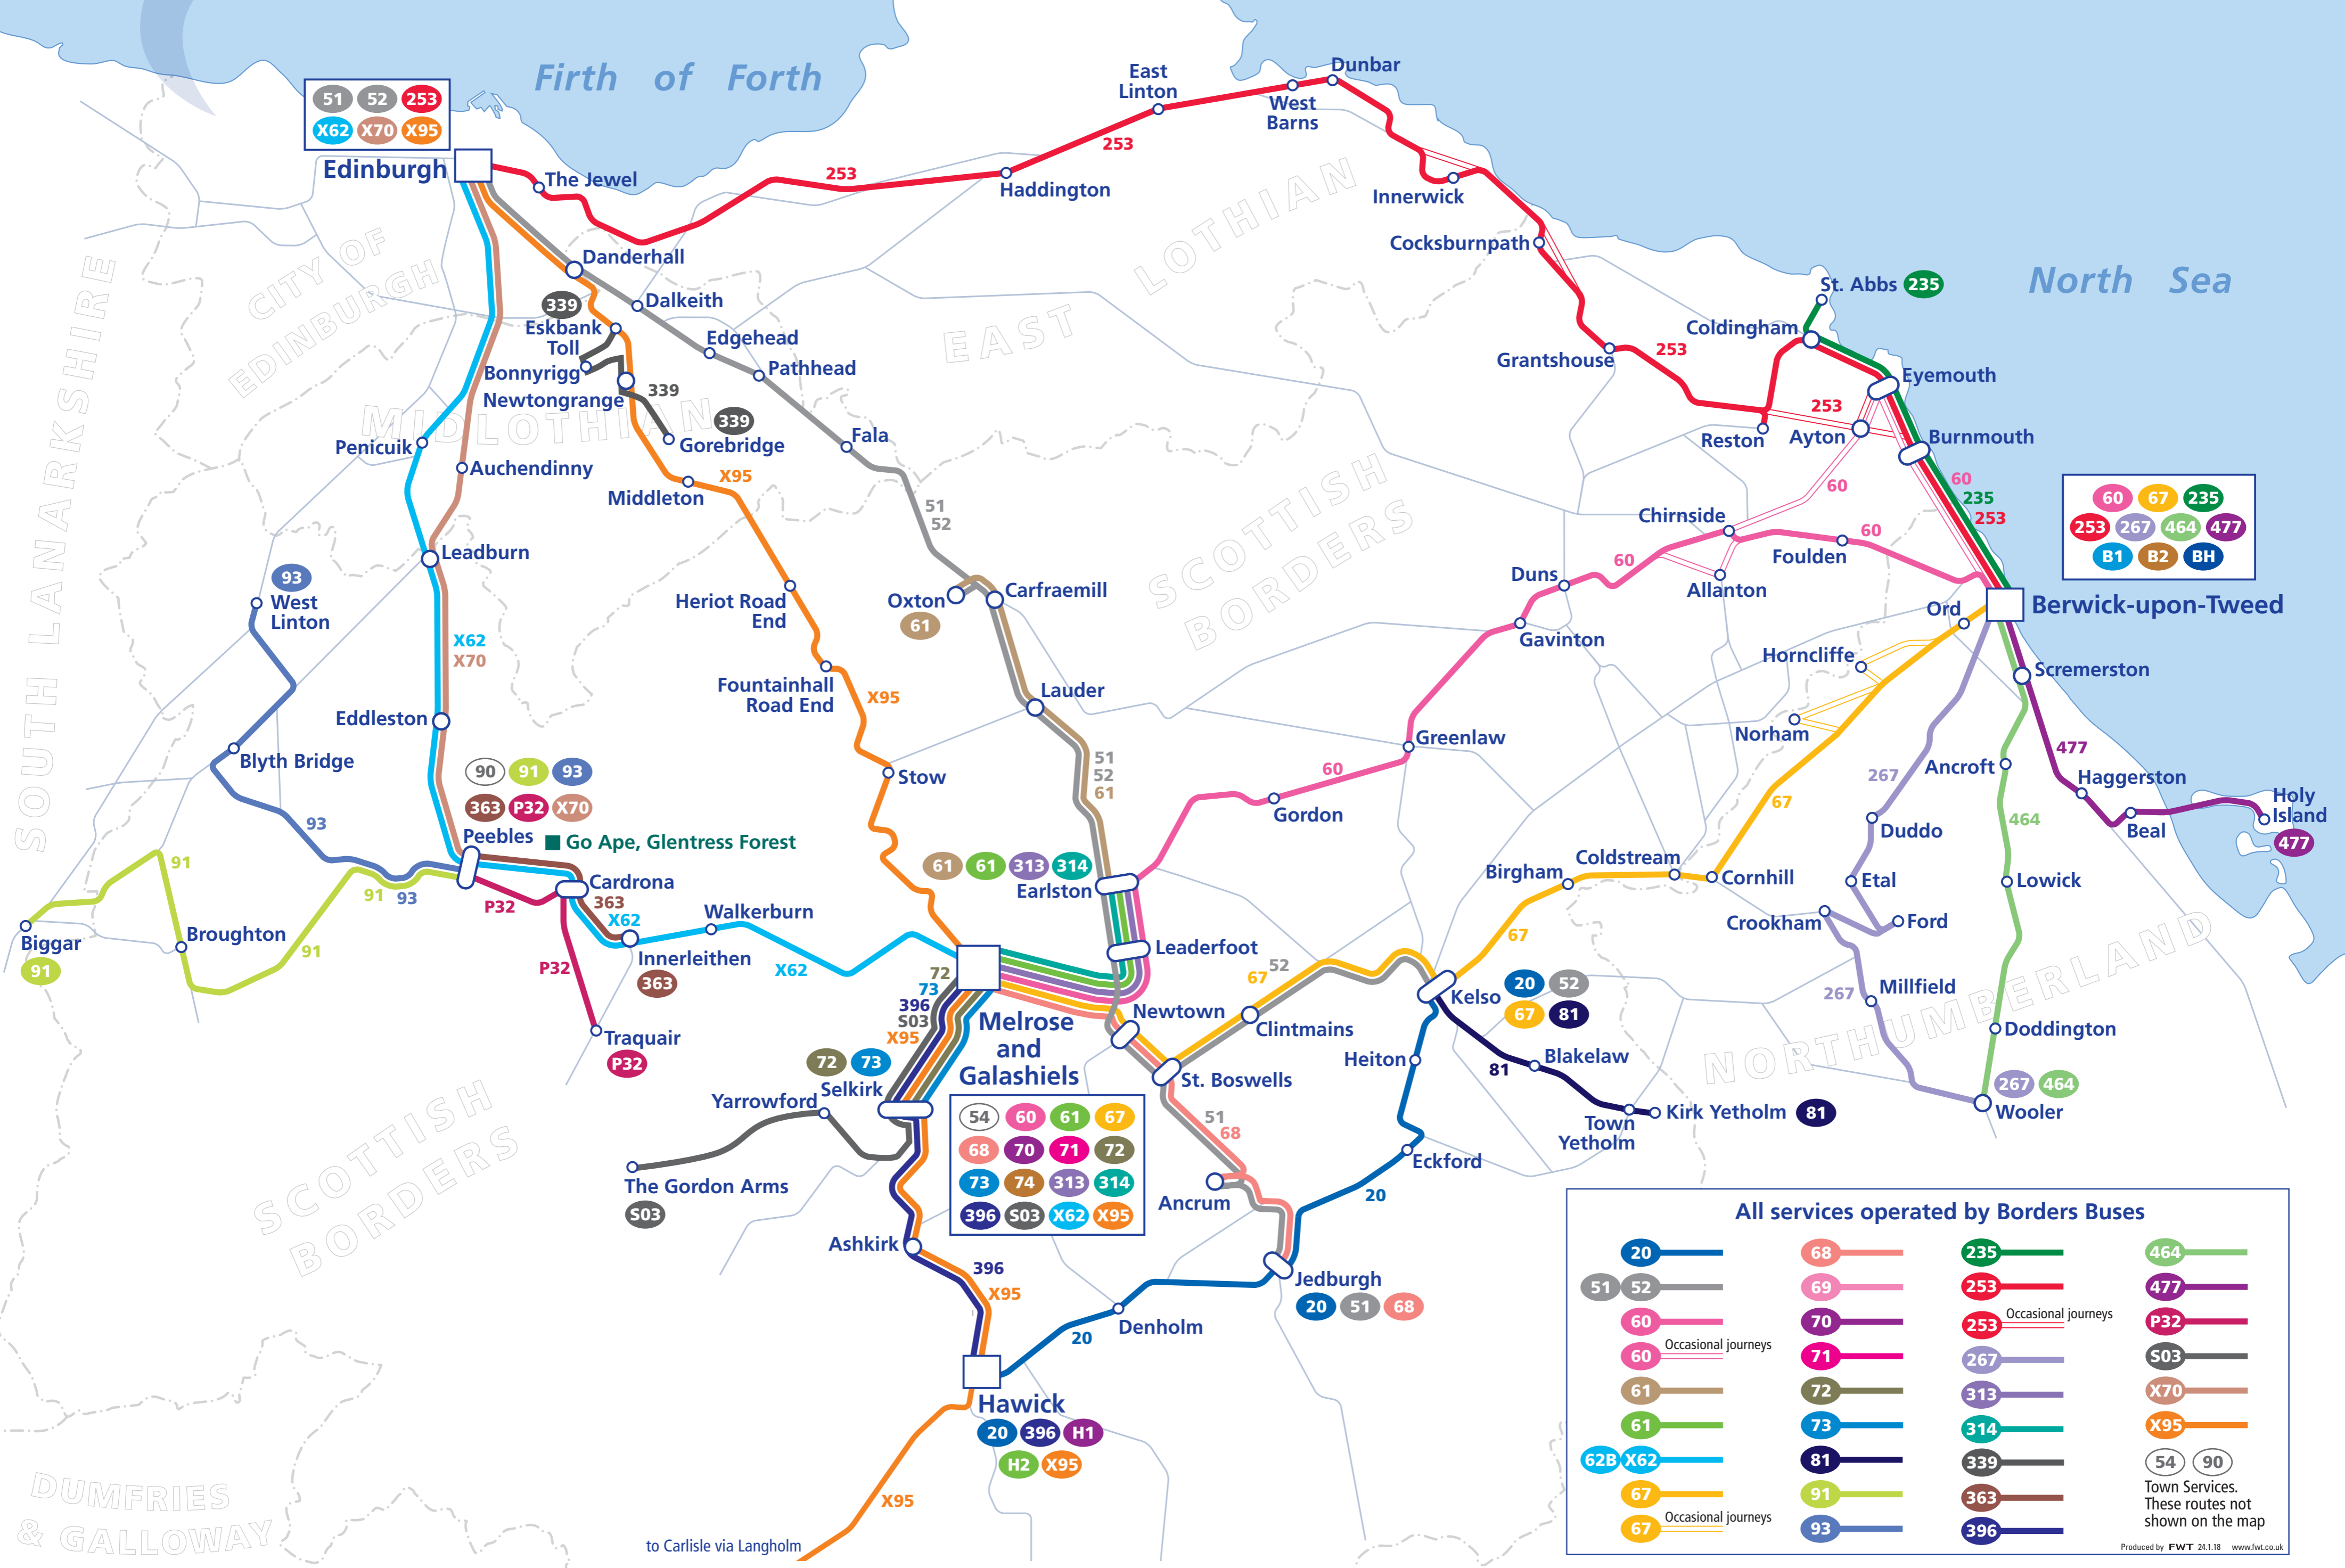 Firth of Forth
North Sea
51 52 253
X62 X70 X95
Edinburgh
The Jewel
253
Haddington
253
East
Linton
West
Barns
Dunbar
Innerwick
Cocksburnpath
Grantshouse
253
Reston
253
Ayton
Coldingham
St. Abbs 235
Eyemouth
Burnmouth
60
235
253
60 67 235
253 267 464 477
B1 B2 BH
Berwick-upon-Tweed
CITY OF
EDINBURGH
MIDLOTHIAN
EAST
LOTHIAN
SOUTH LANARKSHIRE
SCOTTISH
BORDERS
Danderhall
Dalkeith
339
Eskbank
Toll
Bonnyrigg
Newtongrange
339
339
Gorebridge
Edgehead
Pathhead
Fala
Middleton
X95
51
52
Penicuik
Auchendinny
Leadburn
X62
X70
Eddleston
93
West
Linton
Blyth Bridge
93
91
91
93
Biggar
91
Broughton
91
90 91 93
363 P32 X70
Peebles
Go Ape, Glentress Forest
Cardrona
363
X62
P32
P32
Walkerburn
X62
Innerleithen
363
Traquair
P32
Heriot Road
End
Fountainhall
Road End
X95
Stow
Oxton
61
Carfraemill
Lauder
51
52
61
61 61 313 314
Earlston
Leaderfoot
60
Chirnside
60
Foulden
60
Allanton
Duns
Gavinton
Greenlaw
60
Gordon
Ord
Horncliffe
Norham
67
Scremerston
477
Haggerston
Beal
Holy
Island
477
Ancroft
464
Lowick
267
Duddo
Etal
Ford
Crookham
Millfield
267
Doddington
267 464
Wooler
NORTHUMBERLAND
Birgham
Coldstream
Cornhill
67
67
52
Kelso
20 52
67 81
Clintmains
Newtown
St. Boswells
Heiton
Blakelaw
81
Town
Yetholm
Kirk Yetholm 81
Eckford
20
51
68
Ancrum
Jedburgh
20 51 68
Denholm
20
72
73
396
S03
X95
Melrose
and
Galashiels
54 60 61 67
68 70 71 72
73 74 313 314
396 S03 X62 X95
72 73
Selkirk
Yarrowford
The Gordon Arms
S03
Ashkirk
396
X95
Hawick
20 396 H1
H2 X95
X95
to Carlisle via Langholm
SCOTTISH
BORDERS
DUMFRIES
& GALLOWAY
All services operated by Borders Buses
20
51 52
60
60 Occasional journeys
61
61
62B X62
67
67 Occasional journeys
68
69
70
71
72
73
81
91
93
235
253
253 Occasional journeys
267
313
314
339
363
396
464
477
P32
S03
X70
X95
54 90
Town Services.
These routes not
shown on the map
Produced by FWT 24.1.18 www.fwt.co.uk